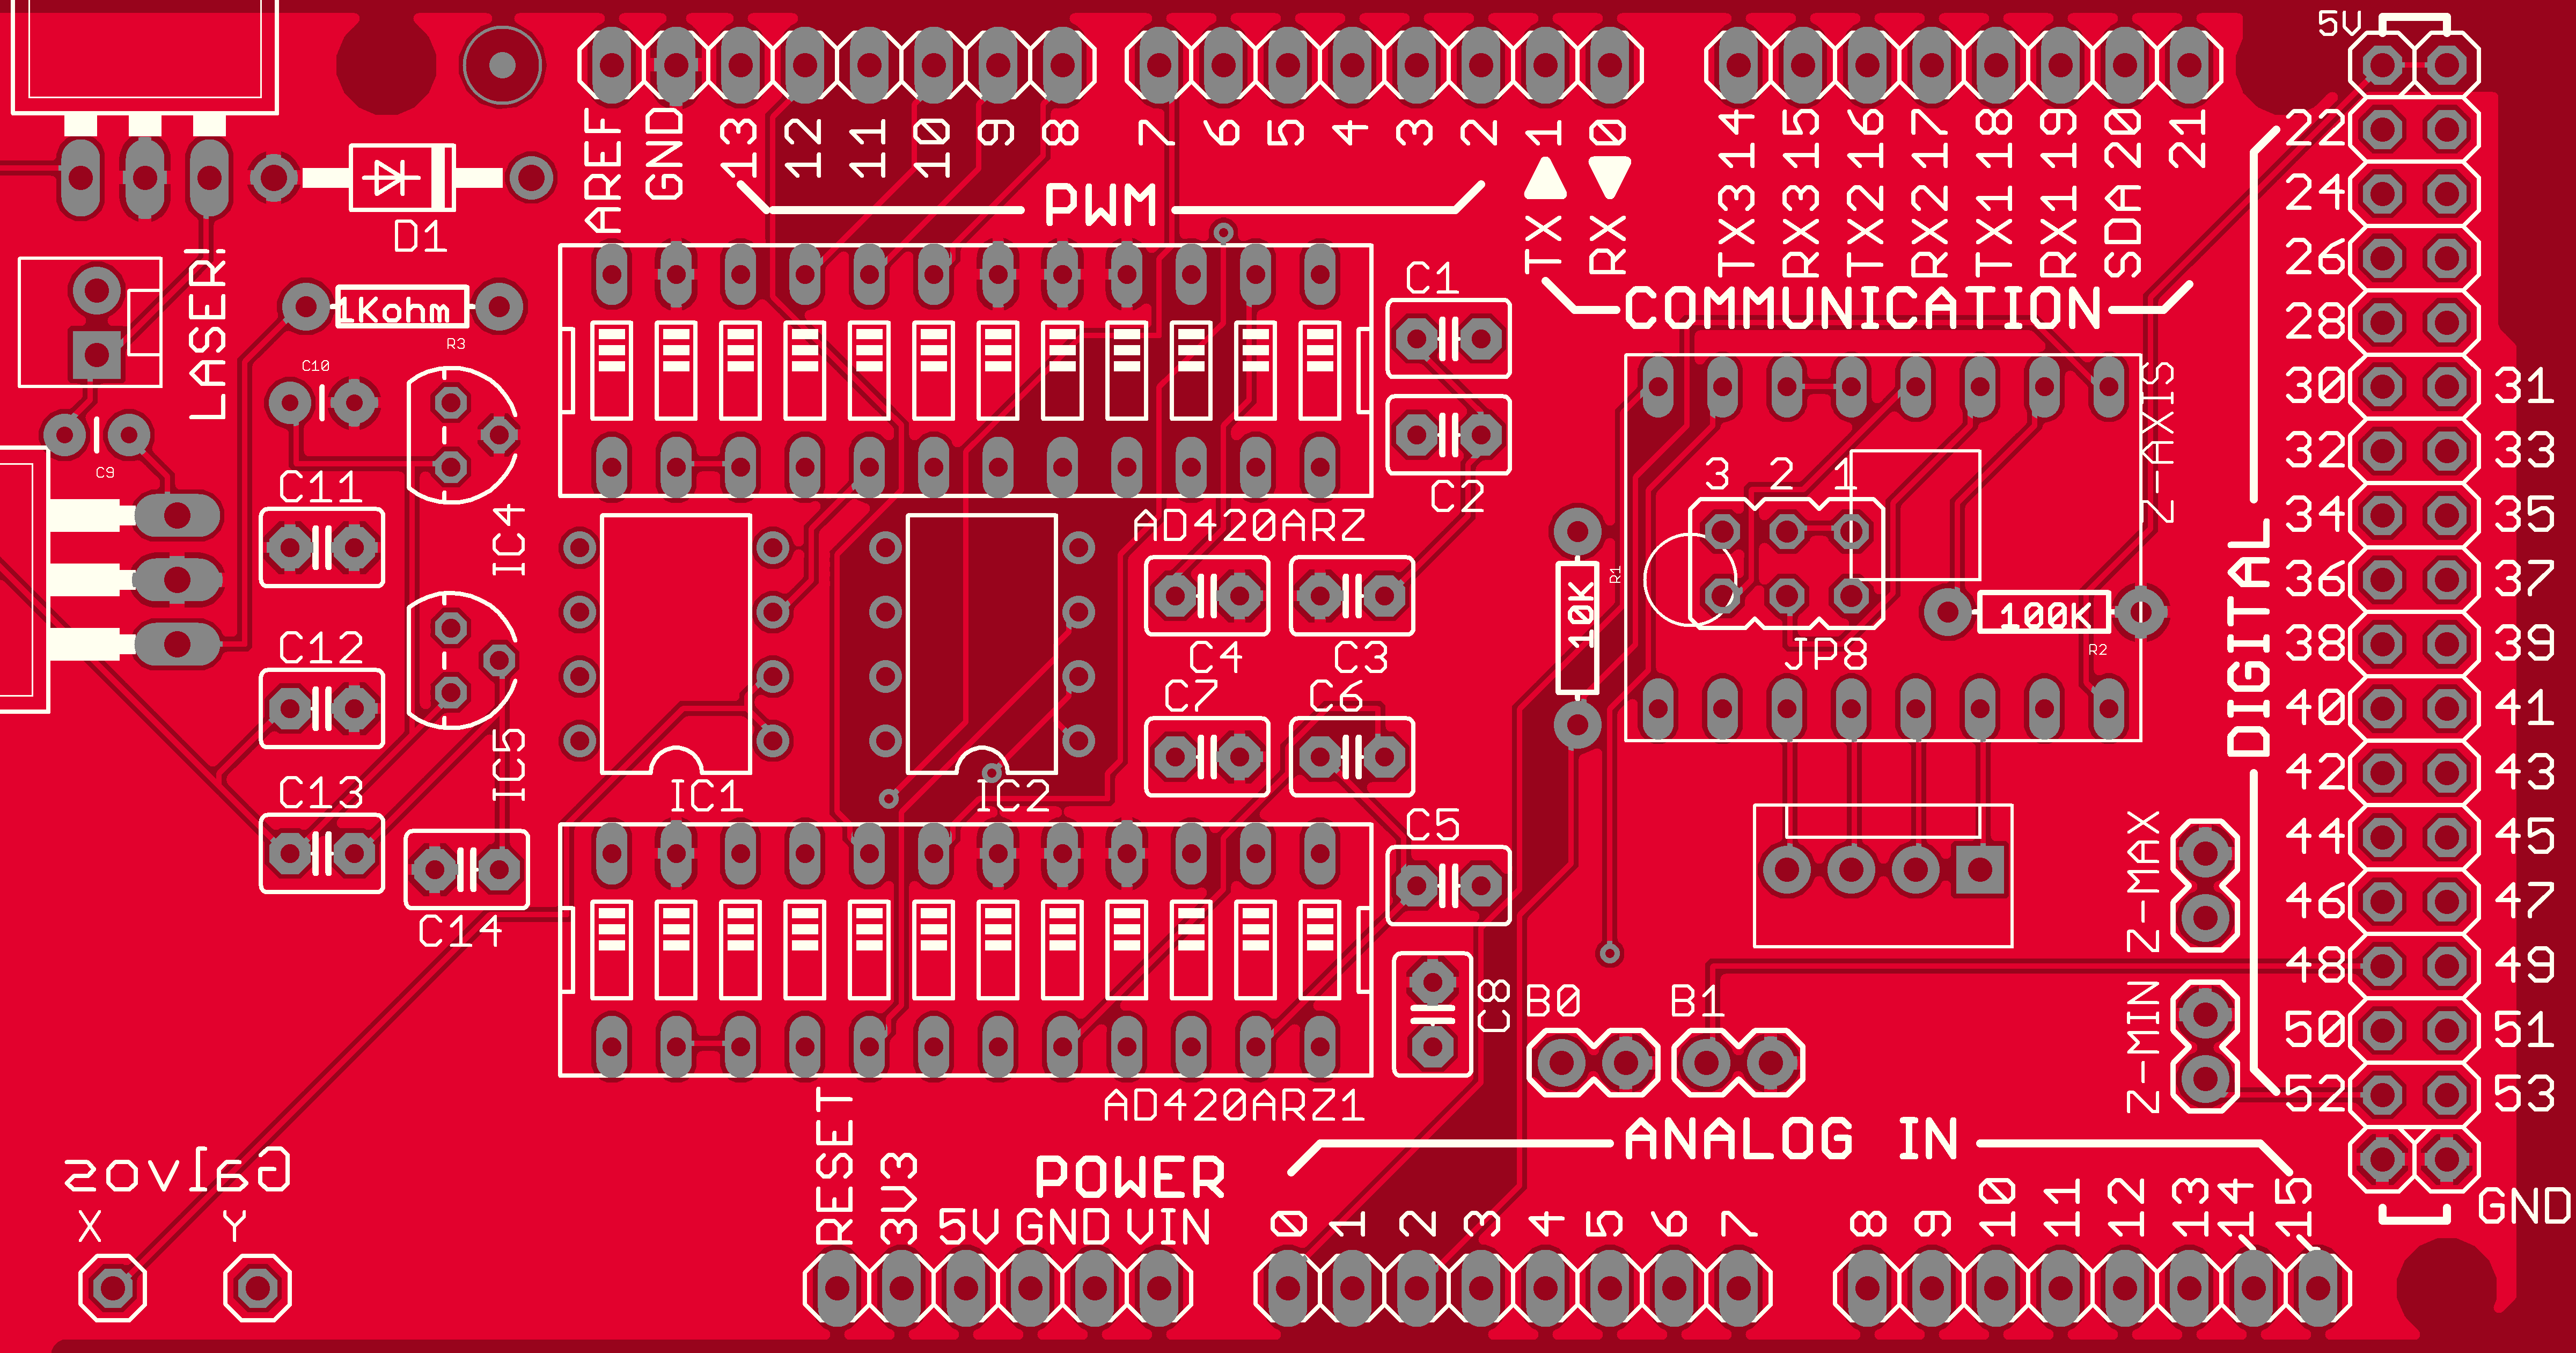 5V
AREF
GND
13
12
11
10
9
8
7
6
5
4
3
2
1
0
TX
RX
TX3 14
RX3 15
TX2 16
RX2 17
TX1 18
RX1 19
SDA 20
21
PWM
COMMUNICATION
D1
LASER!
1Kohm
R3
C10
C9
C11
IC4
C12
IC5
C13
C14
C1
C2
AD420ARZ
C4
C3
C7
C6
C5
C8
IC1
IC2
AD420ARZ1
10K
R1
3 2 1
JP8
100K
R2
Z-AXIS
Z-MAX
Z-MIN
B0
B1
DIGITAL
22
24
26
28
30 31
32 33
34 35
36 37
38 39
40 41
42 43
44 45
46 47
48 49
50 51
52 53
GND
Galvos
X Y
RESET
3V3
5V
GND
VIN
POWER
ANALOG IN
0
1
2
3
4
5
6
7
8
9
10
11
12
13
14
15